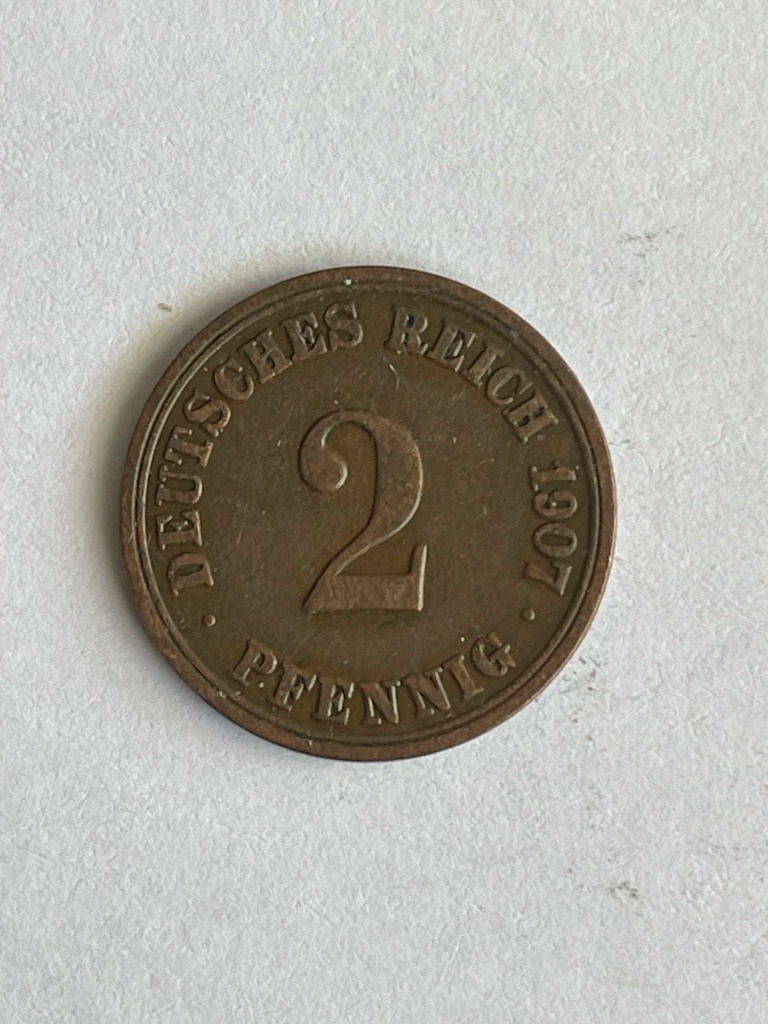 DEUTSCHES REICH 1907
2
· PFENNIG ·